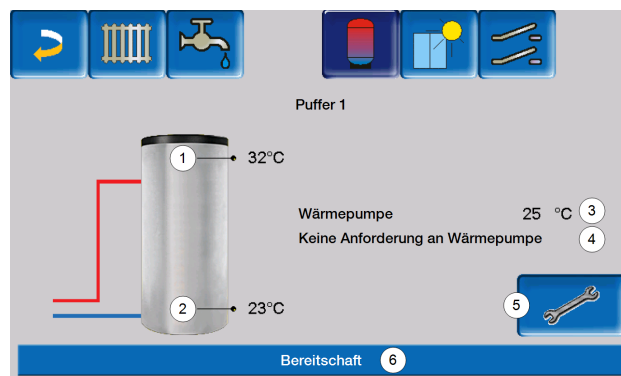 Puffer 1
1 32°C
Wärmepumpe 25 °C 3
Keine Anforderung an Wärmepumpe 4
2 23°C
5
Bereitschaft 6